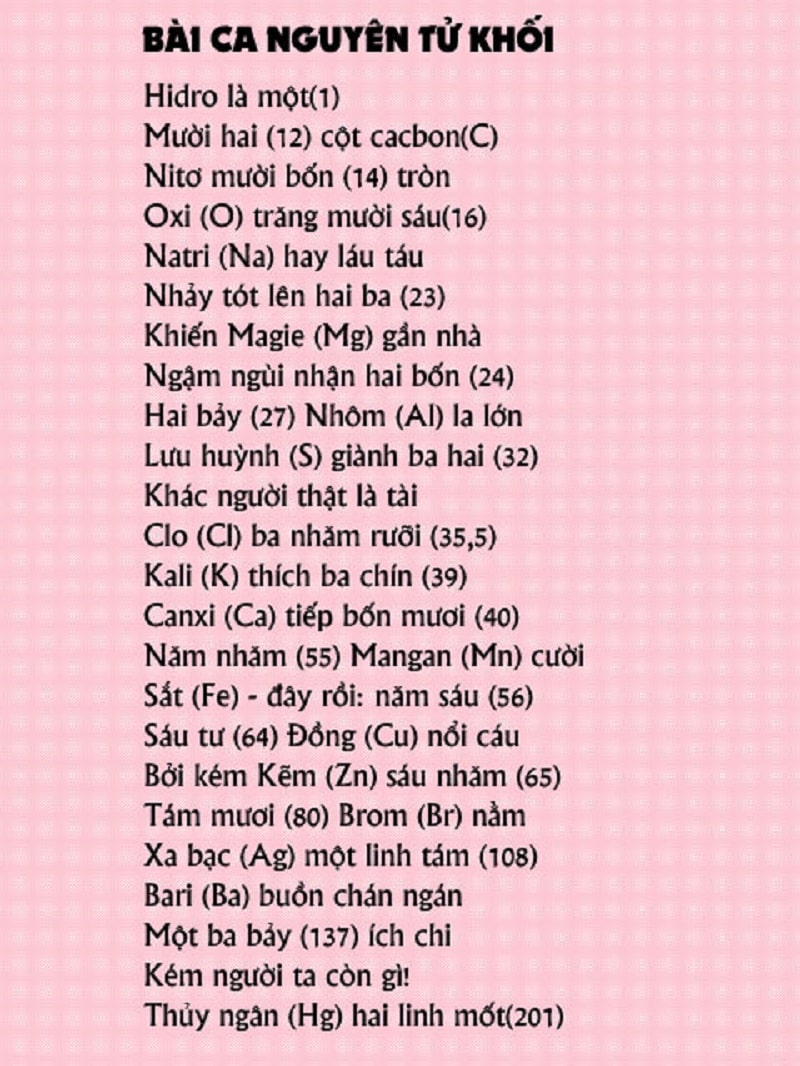 BÀI CA NGUYÊN TỬ KHỐI
Hidro là một(1)
Mười hai (12) cột cacbon(C)
Nitơ mười bốn (14) tròn
Oxi (O) trăng mười sáu(16)
Natri (Na) hay láu táu
Nhảy tót lên hai ba (23)
Khiến Magie (Mg) gần nhà
Ngậm ngùi nhận hai bốn (24)
Hai bảy (27) Nhôm (Al) la lớn
Lưu huỳnh (S) giành ba hai (32)
Khác người thật là tài
Clo (Cl) ba nhăm rưỡi (35,5)
Kali (K) thích ba chín (39)
Canxi (Ca) tiếp bốn mươi (40)
Năm nhăm (55) Mangan (Mn) cười
Sắt (Fe) - đây rồi: năm sáu (56)
Sáu tư (64) Đồng (Cu) nổi cáu
Bởi kém Kẽm (Zn) sáu nhăm (65)
Tám mươi (80) Brom (Br) nằm
Xa bạc (Ag) một linh tám (108)
Bari (Ba) buồn chán ngán
Một ba bảy (137) ích chi
Kém người ta còn gì!
Thủy ngân (Hg) hai linh mốt(201)